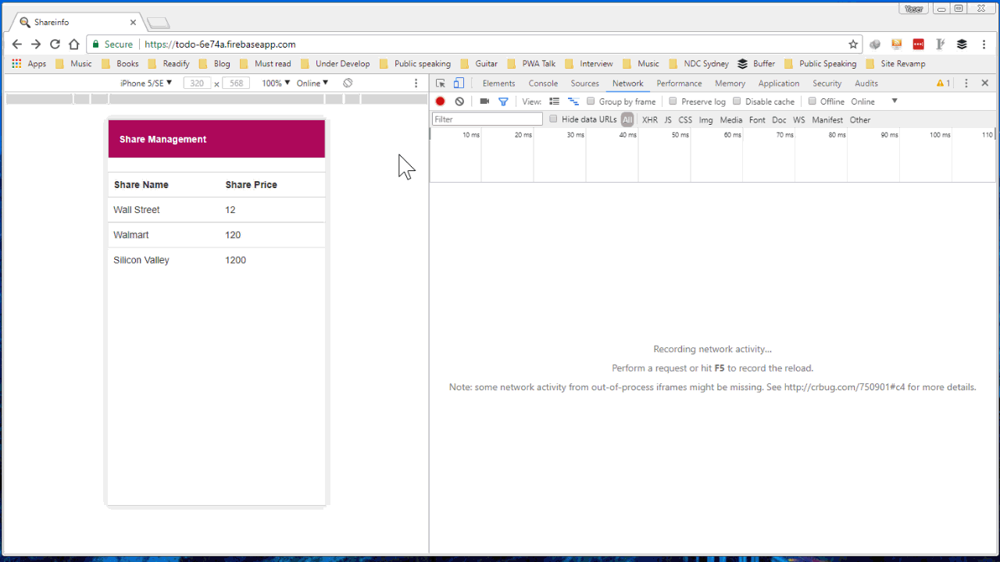 Yaser
Shareinfo
Secure https://todo-6e74a.firebaseapp.com
Apps Music Books Readify Blog Must read Under Develop Public speaking Guitar PWA Talk Interview Music NDC Sydney Buffer Public Speaking Site Revamp
iPhone 5/SE ▼ 320 x 568 100% ▼ Online ▼
Elements Console Sources Network Performance Memory Application Security Audits 1
View: Group by frame Preserve log Disable cache Offline Online ▼
Filter Hide data URLs All XHR JS CSS Img Media Font Doc WS Manifest Other
10 ms 20 ms 30 ms 40 ms 50 ms 60 ms 70 ms 80 ms 90 ms 100 ms 110
Share Management
Share Name Share Price
Wall Street 12
Walmart 120
Silicon Valley 1200
Recording network activity...
Perform a request or hit F5 to record the reload.
Note: some network activity from out-of-process iframes might be missing. See http://crbug.com/750901#c4 for more details.